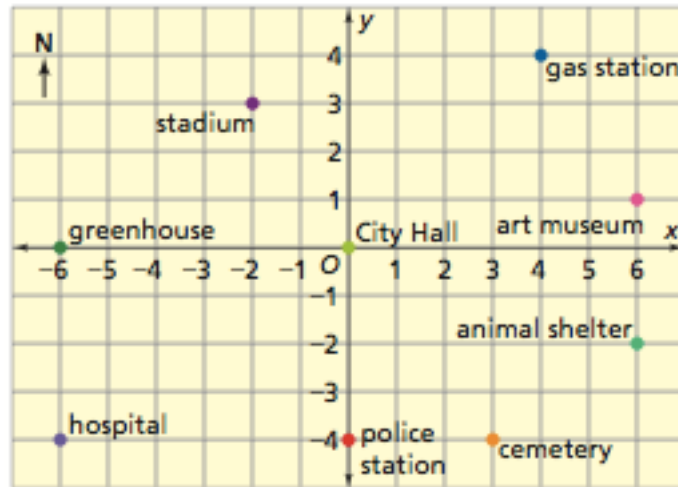 y
N
4
gas station
stadium
3
2
1
greenhouse
City Hall
art museum
x
−6 −5 −4 −3 −2 −1 O 1 2 3 4 5 6
−1
animal shelter
−2
−3
hospital
−4
police
station
cemetery